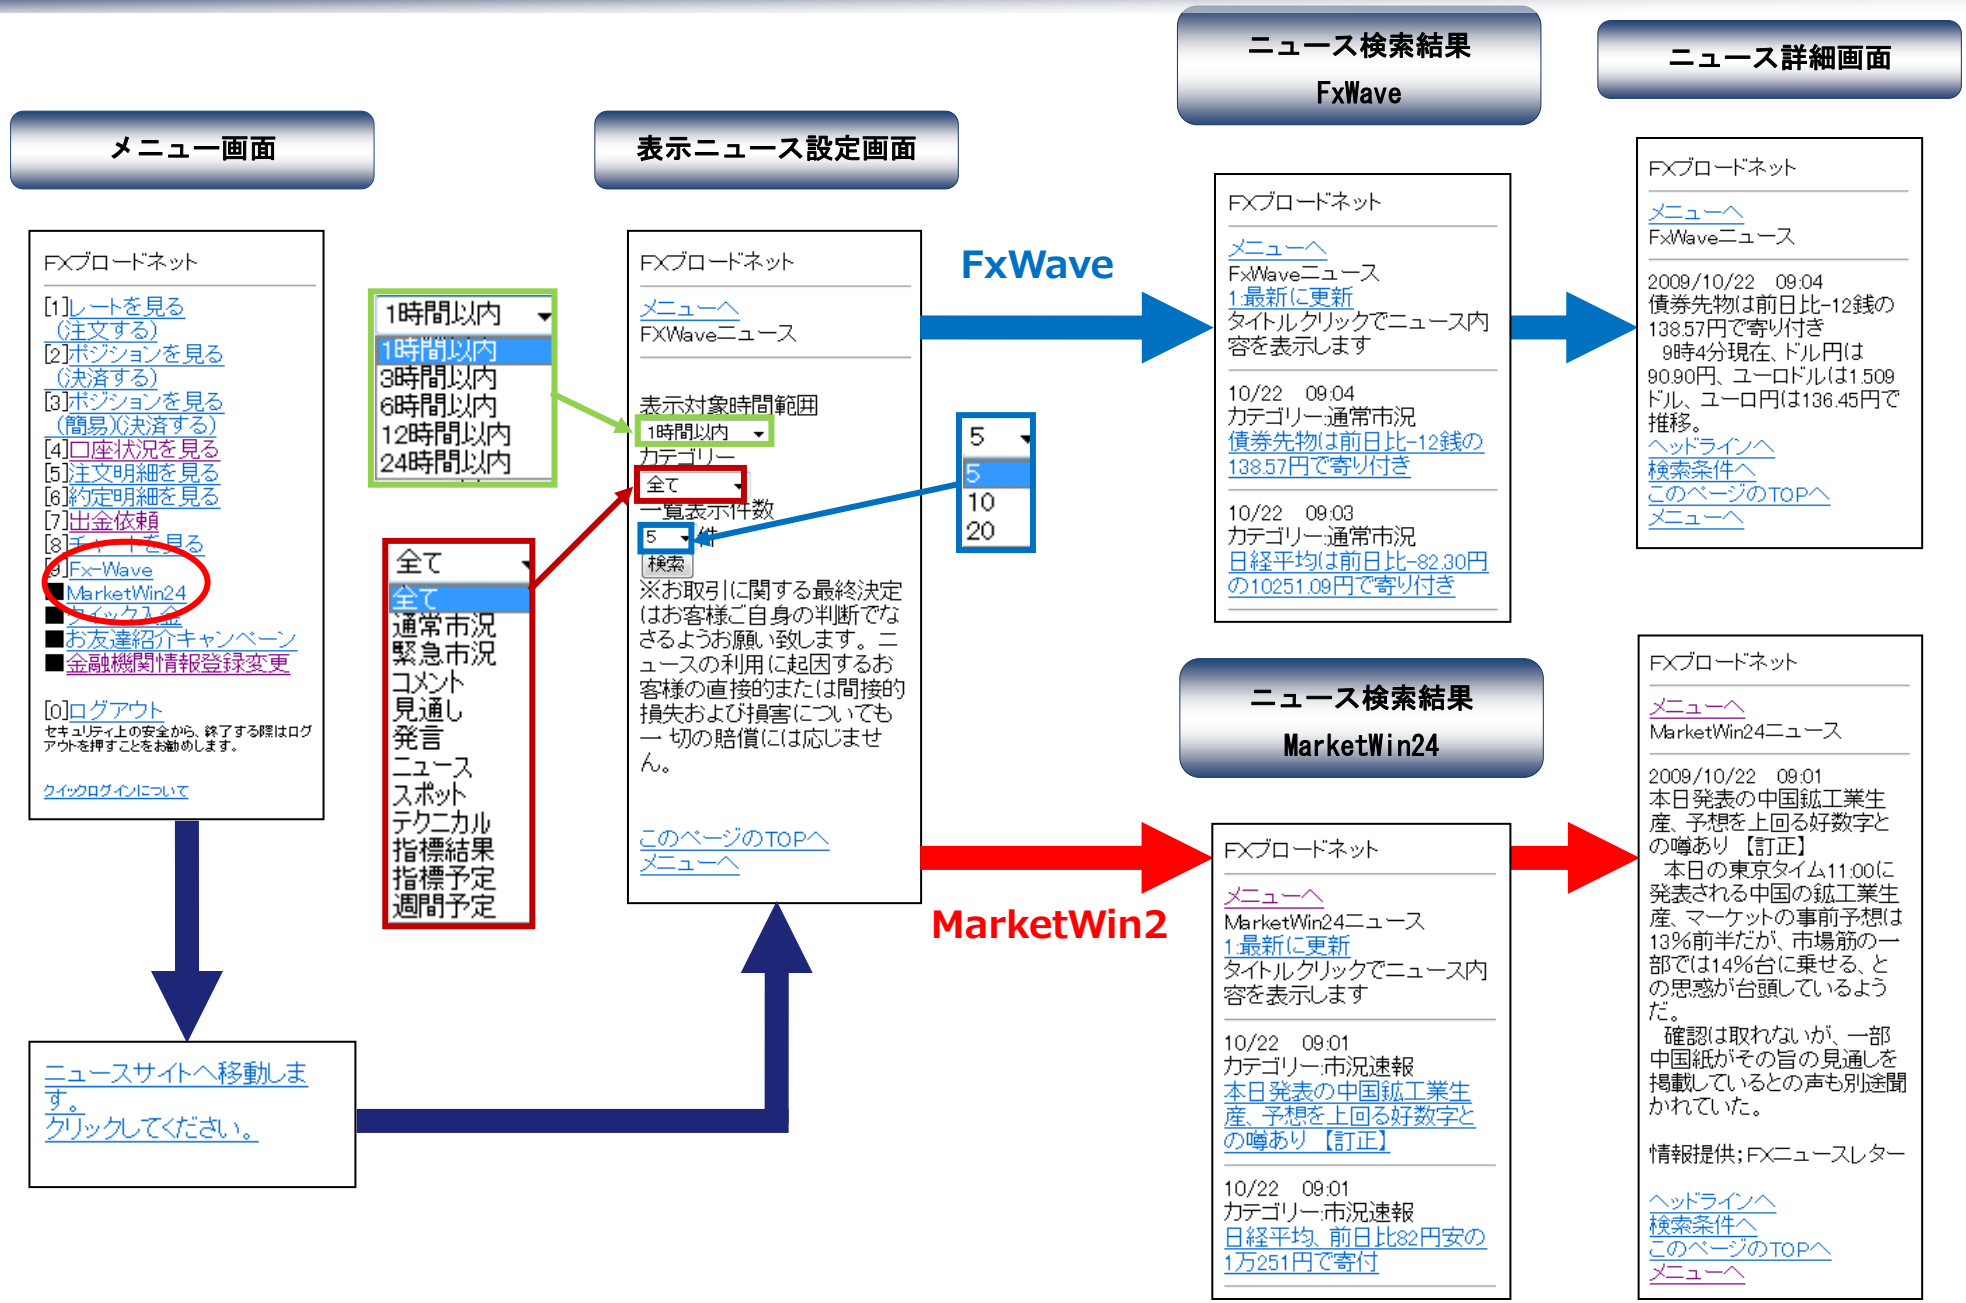 メニュー画面
FXブロードネット
[1]レートを見る
(注文する)
[2]ポジションを見る
(決済する)
[3]ポジションを見る
(簡易)(決済する)
[4]口座状況を見る
[5]注文明細を見る
[6]約定明細を見る
[7]出金依頼
[8]チャートを見る
[9]Fx-Wave
■MarketWin24
■クイック入金
■お友達紹介キャンペーン
■金融機関情報登録変更
[0]ログアウト
セキュリティ上の安全から、終了する際はログ
アウトを押すことをお勧めします。
クイックログインについて
ニュースサイトへ移動しま
す。
クリックしてください。
1時間以内
1時間以内
3時間以内
6時間以内
12時間以内
24時間以内
全て
全て
通常市況
緊急市況
コメント
見通し
発言
ニュース
スポット
テクニカル
指標結果
指標予定
週間予定
表示ニュース設定画面
FXブロードネット
メニューへ
FXWaveニュース
表示対象時間範囲
1時間以内
カテゴリー
全て
一覧表示件数
5 件
検索
※お取引に関する最終決定
はお客様ご自身の判断でな
さるようお願い致します。ニ
ュースの利用に起因するお
客様の直接的または間接的
損失および損害についても
一切の賠償には応じませ
ん。
このページのTOPへ
メニューへ
5
5
10
20
FxWave
MarketWin2
ニュース検索結果
FxWave
FXブロードネット
メニューへ
FxWaveニュース
1:最新に更新
タイトルクリックでニュース内
容を表示します
10/22 09:04
カテゴリー:通常市況
債券先物は前日比-12銭の
138.57円で寄り付き
10/22 09:03
カテゴリー:通常市況
日経平均は前日比-82.30円
の10251.09円で寄り付き
ニュース検索結果
MarketWin24
FXブロードネット
メニューへ
MarketWin24ニュース
1:最新に更新
タイトルクリックでニュース内
容を表示します
10/22 09:01
カテゴリー:市況速報
本日発表の中国鉱工業生
産、予想を上回る好数字と
の噂あり 【訂正】
10/22 09:01
カテゴリー:市況速報
日経平均、前日比82円安の
1万251円で寄付
ニュース詳細画面
FXブロードネット
メニューへ
FxWaveニュース
2009/10/22 09:04
債券先物は前日比-12銭の
138.57円で寄り付き
9時4分現在、ドル円は
90.90円、ユーロドルは1.509
ドル、ユーロ円は136.45円で
推移。
ヘッドラインへ
検索条件へ
このページのTOPへ
メニューへ
FXブロードネット
メニューへ
MarketWin24ニュース
2009/10/22 09:01
本日発表の中国鉱工業生
産、予想を上回る好数字と
の噂あり 【訂正】
本日の東京タイム11:00に
発表される中国の鉱工業生
産、マーケットの事前予想は
13%前半だが、市場筋の一
部では14%台に乗せる、と
の思惑が台頭しているよう
だ。
確認は取れないが、一部
中国紙がその旨の見通しを
掲載しているとの声も別途聞
かれていた。
情報提供;FXニュースレター
ヘッドラインへ
検索条件へ
このページのTOPへ
メニューへ